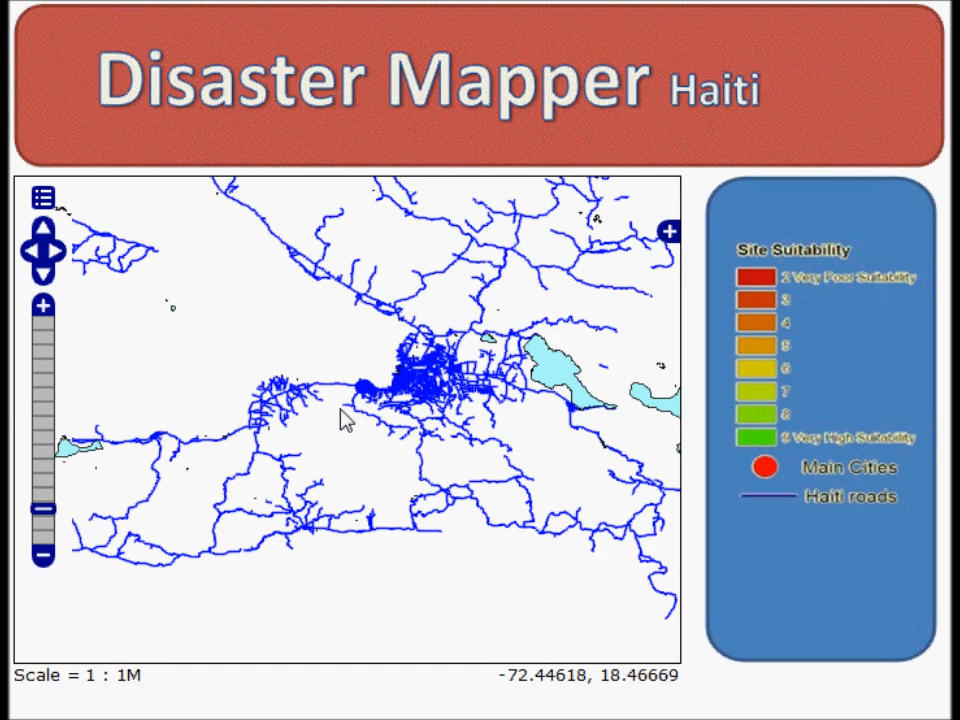 Disaster Mapper Haiti
Site Suitability
2 Very Poor Suitability
3
4
5
6
7
8
Very High Suitability
Main Cities
Haiti roads
Scale = 1 : 1M
-72.44618, 18.46669